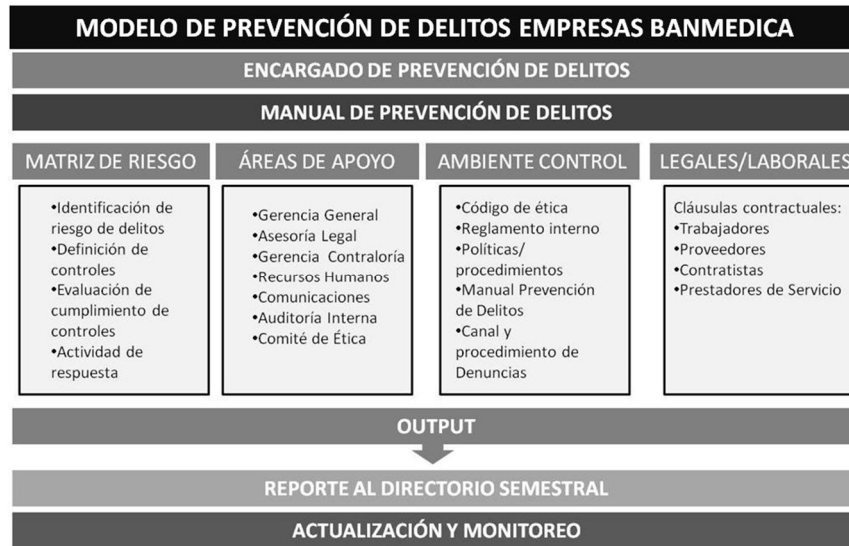 MODELO DE PREVENCIÓN DE DELITOS EMPRESAS BANMEDICA
ENCARGADO DE PREVENCIÓN DE DELITOS
MANUAL DE PREVENCIÓN DE DELITOS
MATRIZ DE RIESGO
•Identificación de
riesgo de delitos
•Definición de
controles
•Evaluación de
cumplimiento de
controles
•Actividad de
respuesta
ÁREAS DE APOYO
•Gerencia General
•Asesoría Legal
•Gerencia Contraloría
•Recursos Humanos
•Comunicaciones
•Auditoría Interna
•Comité de Ética
AMBIENTE CONTROL
•Código de ética
•Reglamento interno
•Políticas/
procedimientos
•Manual Prevención
de Delitos
•Canal y
procedimiento de
Denuncias
LEGALES/LABORALES
Cláusulas contractuales:
•Trabajadores
•Proveedores
•Contratistas
•Prestadores de Servicio
OUTPUT
REPORTE AL DIRECTORIO SEMESTRAL
ACTUALIZACIÓN Y MONITOREO